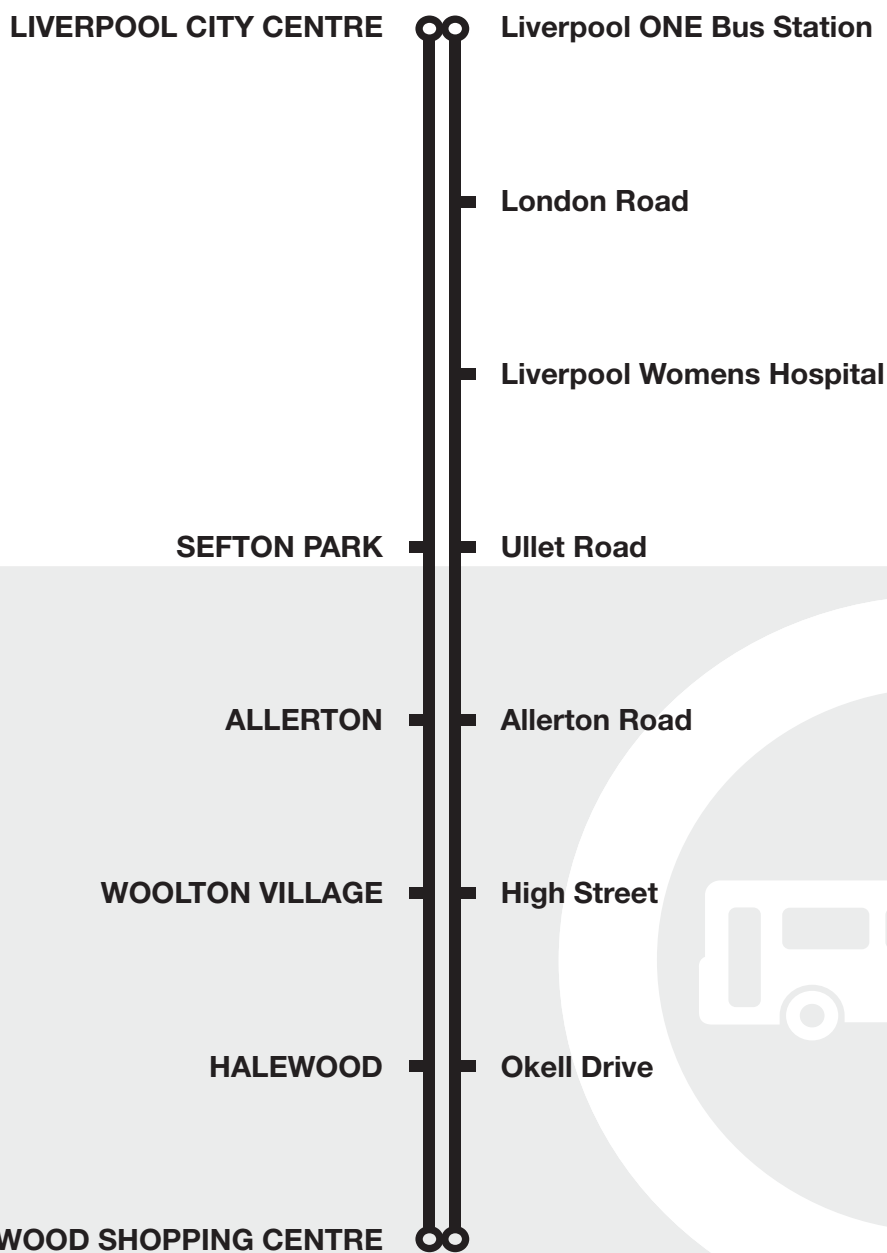 LIVERPOOL CITY CENTRE Liverpool ONE Bus Station
London Road
Liverpool Womens Hospital
SEFTON PARK Ullet Road
ALLERTON Allerton Road
WOOLTON VILLAGE High Street
HALEWOOD Okell Drive
WOOD SHOPPING CENTRE